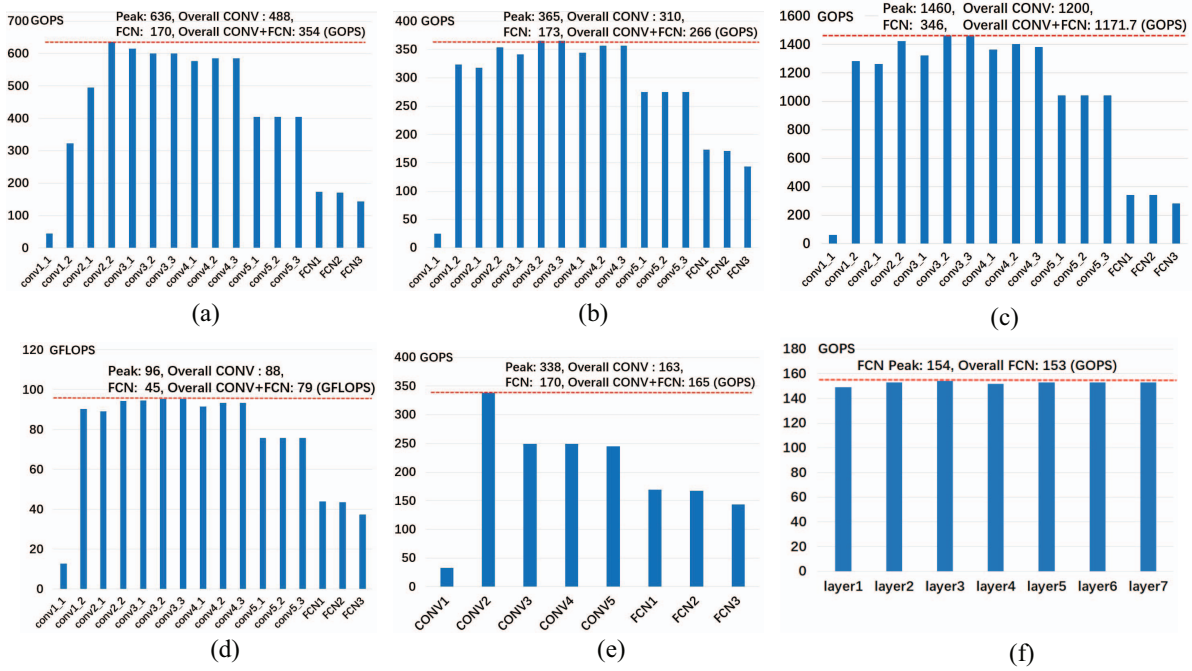 700 GOPS
Peak: 636, Overall CONV : 488,
FCN: 170, Overall CONV+FCN: 354 (GOPS)
600
500
400
300
200
100
0
conv1_1 conv1_2 conv2_1 conv2_2 conv3_1 conv3_2 conv3_3 conv4_1 conv4_2 conv4_3 conv5_1 conv5_2 conv5_3 FCN1 FCN2 FCN3
(a)
400 GOPS
Peak: 365, Overall CONV : 310,
FCN: 173, Overall CONV+FCN: 266 (GOPS)
350
300
250
200
150
100
50
0
conv1_1 conv1_2 conv2_1 conv2_2 conv3_1 conv3_2 conv3_3 conv4_1 conv4_2 conv4_3 conv5_1 conv5_2 conv5_3 FCN1 FCN2 FCN3
(b)
1600 GOPS
Peak: 1460, Overall CONV: 1200,
FCN: 346, Overall CONV+FCN: 1171.7 (GOPS)
1400
1200
1000
800
600
400
200
0
conv1_1 conv1_2 conv2_1 conv2_2 conv3_1 conv3_2 conv3_3 conv4_1 conv4_2 conv4_3 conv5_1 conv5_2 conv5_3 FCN1 FCN2 FCN3
(c)
120 GFLOPS
Peak: 96, Overall CONV : 88,
FCN: 45, Overall CONV+FCN: 79 (GFLOPS)
100
80
60
40
20
0
conv1_1 conv1_2 conv2_1 conv2_2 conv3_1 conv3_2 conv3_3 conv4_1 conv4_2 conv4_3 conv5_1 conv5_2 conv5_3 FCN1 FCN2 FCN3
(d)
400 GOPS
Peak: 338, Overall CONV : 163,
FCN: 170, Overall CONV+FCN: 165 (GOPS)
350
300
250
200
150
100
50
0
CONV1 CONV2 CONV3 CONV4 CONV5 FCN1 FCN2 FCN3
(e)
180 GOPS
FCN Peak: 154, Overall FCN: 153 (GOPS)
160
140
120
100
80
60
40
20
0
layer1 layer2 layer3 layer4 layer5 layer6 layer7
(f)